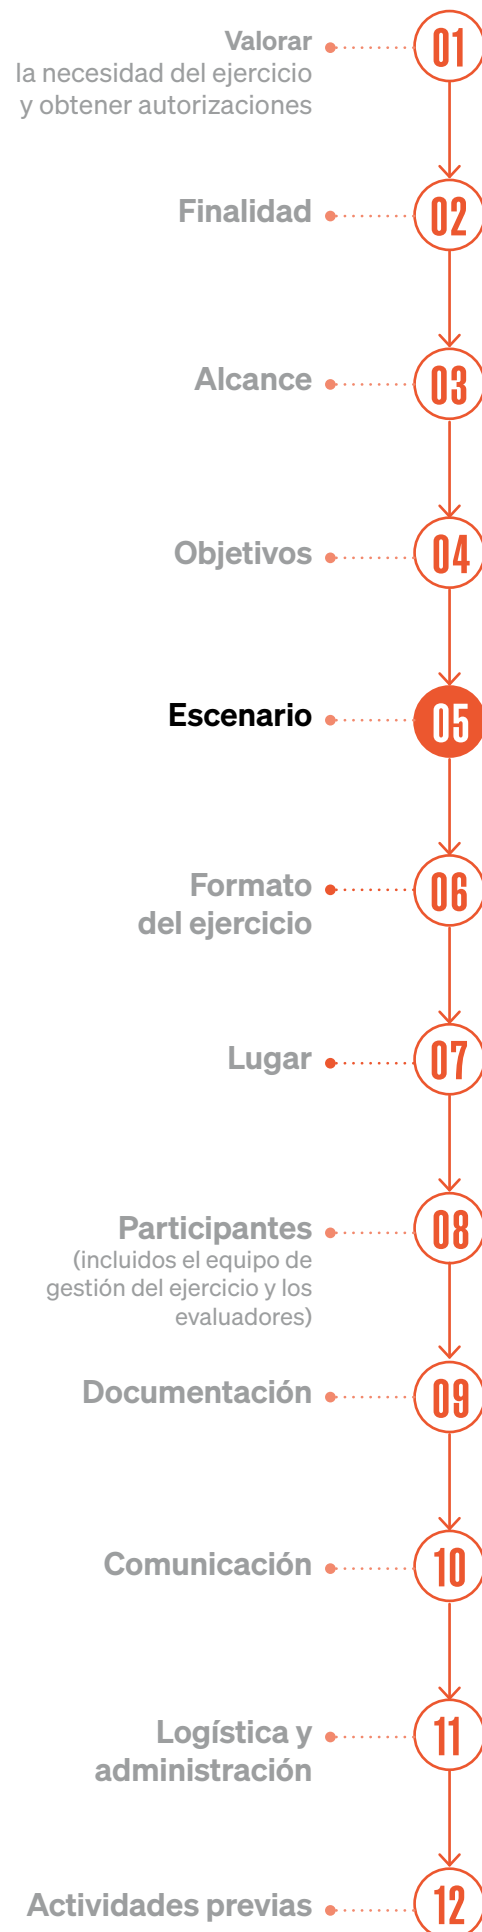 Valorar
la necesidad del ejercicio
y obtener autorizaciones
01
Finalidad
02
Alcance
03
Objetivos
04
Escenario
05
Formato
del ejercicio
06
Lugar
07
Participantes
(incluidos el equipo de
gestión del ejercicio y los
evaluadores)
08
Documentación
09
Comunicación
10
Logística y
administración
11
Actividades previas
12